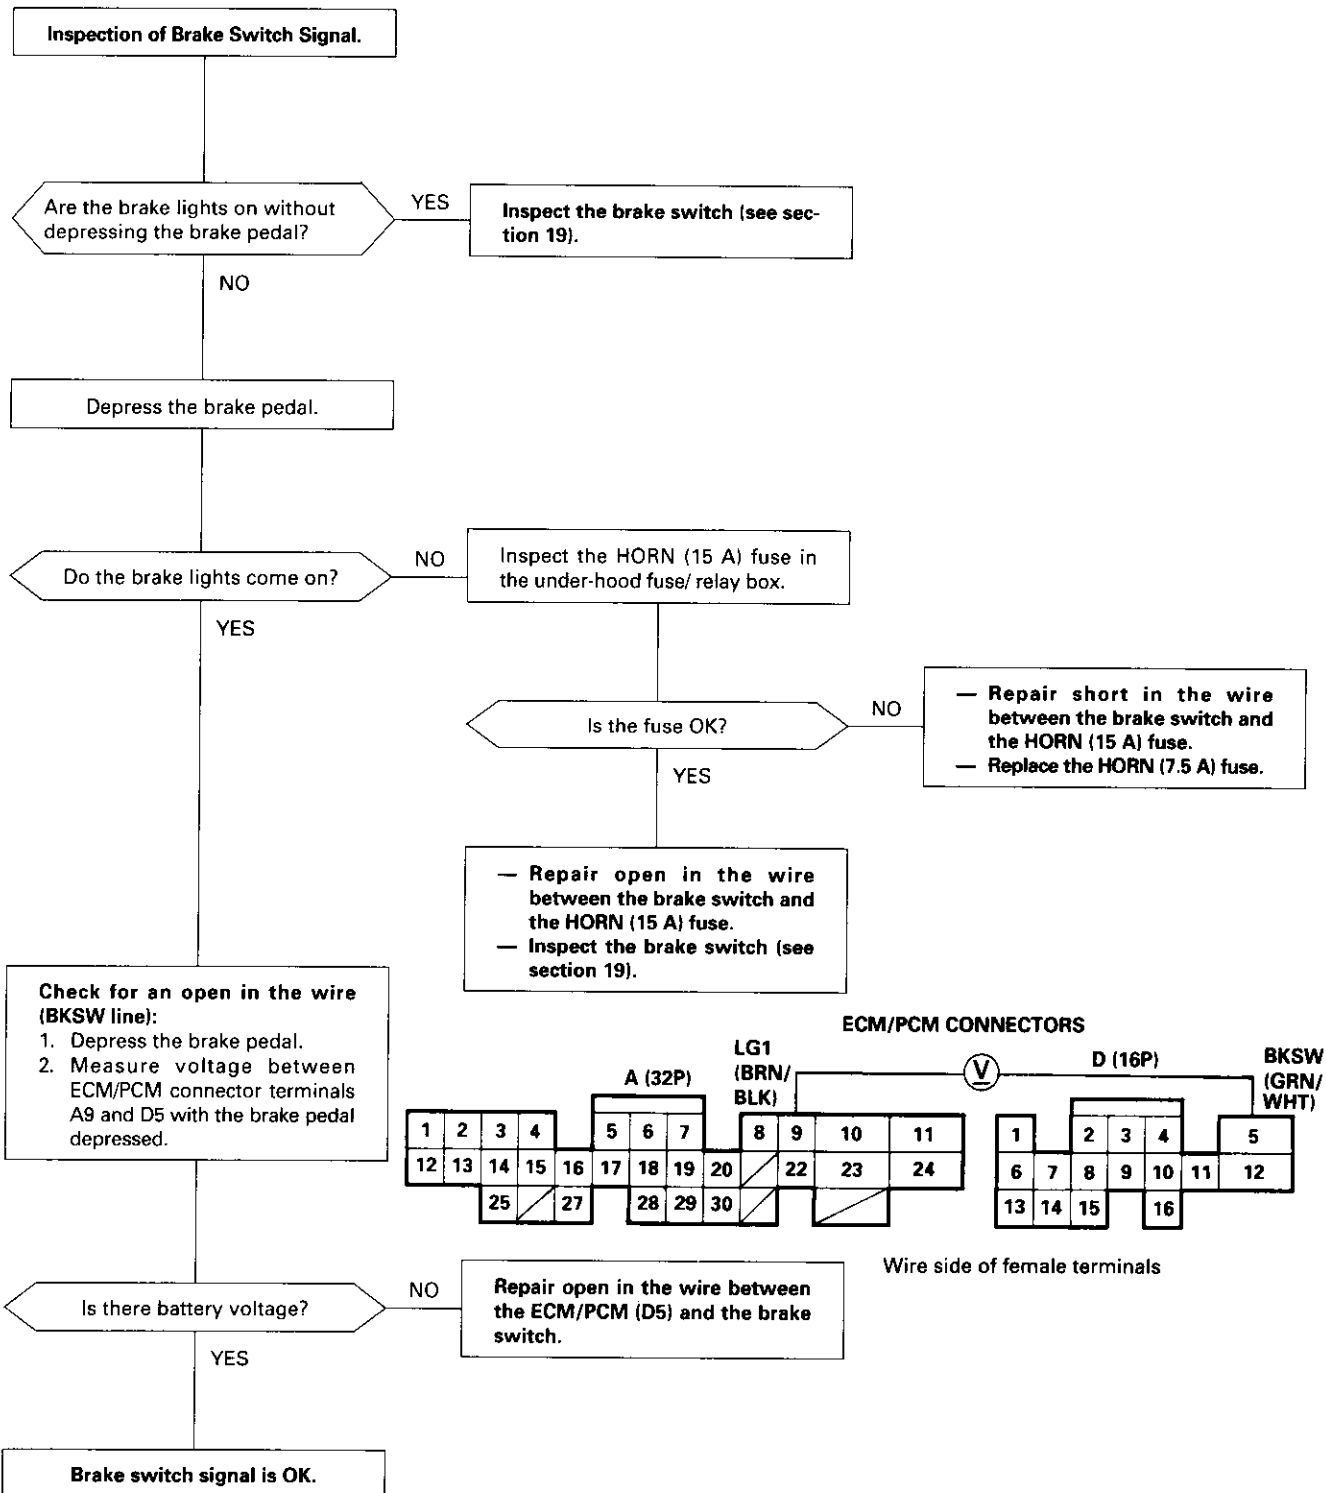 Inspection of Brake Switch Signal.
Are the brake lights on without
depressing the brake pedal?
YES
Inspect the brake switch (see sec-
tion 19).
NO
Depress the brake pedal.
Do the brake lights come on?
NO
Inspect the HORN (15 A) fuse in
the under-hood fuse/ relay box.
YES
Is the fuse OK?
NO
— Repair short in the wire
between the brake switch and
the HORN (15 A) fuse.
— Replace the HORN (7.5 A) fuse.
YES
— Repair open in the wire
between the brake switch and
the HORN (15 A) fuse.
— Inspect the brake switch (see
section 19).
Check for an open in the wire
(BKSW line):
1. Depress the brake pedal.
2. Measure voltage between
ECM/PCM connector terminals
A9 and D5 with the brake pedal
depressed.
ECM/PCM CONNECTORS
A (32P)
LG1
(BRN/
BLK)
V
D (16P)
BKSW
(GRN/
WHT)
1 2 3 4 5 6 7 8 9 10 11
12 13 14 15 16 17 18 19 20 22 23 24
25 27 28 29 30
1 2 3 4 5
6 7 8 9 10 11 12
13 14 15 16
Wire side of female terminals
Is there battery voltage?
NO
Repair open in the wire between
the ECM/PCM (D5) and the brake
switch.
YES
Brake switch signal is OK.